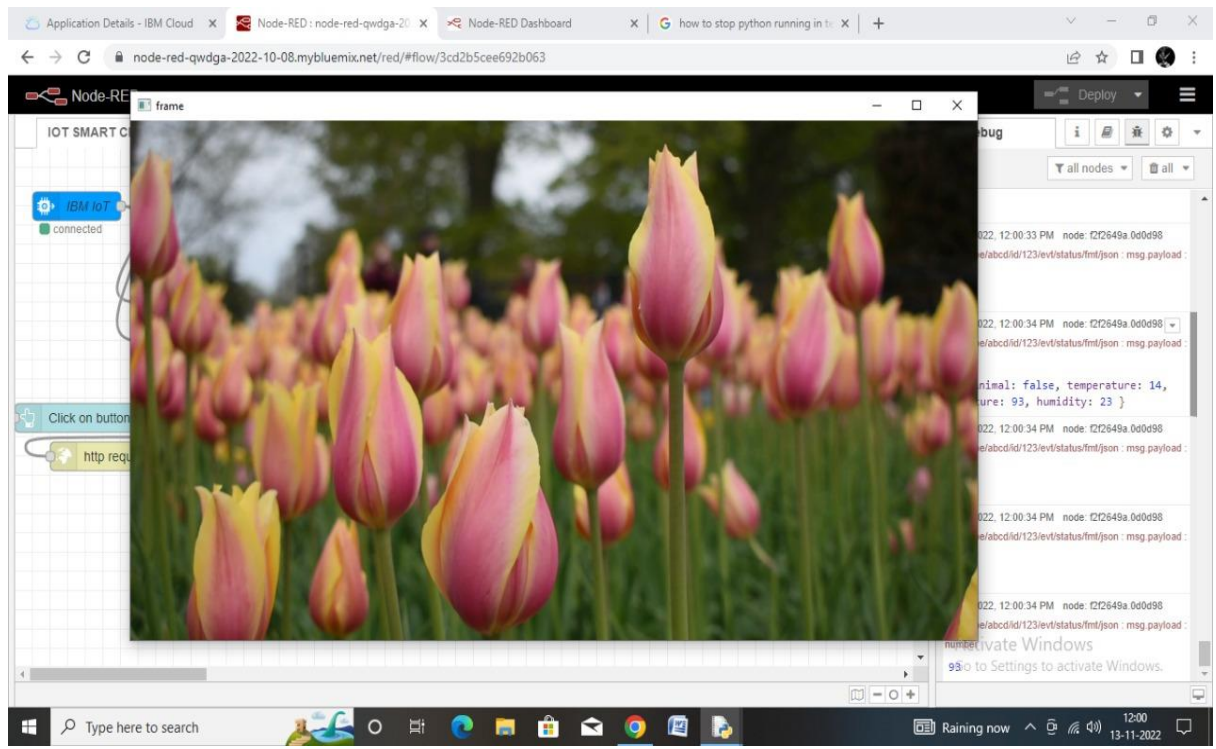 Application Details - IBM Cloud
Node-RED : node-red-qwdga-20
Node-RED Dashboard
how to stop python running in te
node-red-qwdga-2022-10-08.mybluemix.net/red/#flow/3cd2b5cee692b063
Node-RE
frame
Deploy
IOT SMART C
bug
all nodes
all
IBM IoT
connected
022, 12:00:33 PM node: f2f2649a.0d0d98
e/abcd/id/123/evt/status/fmt/json : msg.payload :
022, 12:00:34 PM node: f2f2649a.0d0d98
e/abcd/id/123/evt/status/fmt/json : msg.payload :
nimal: false, temperature: 14,
ure: 93, humidity: 23 }
Click on button
022, 12:00:34 PM node: f2f2649a.0d0d98
e/abcd/id/123/evt/status/fmt/json : msg.payload :
http requ
022, 12:00:34 PM node: f2f2649a.0d0d98
e/abcd/id/123/evt/status/fmt/json : msg.payload :
022, 12:00:34 PM node: f2f2649a.0d0d98
e/abcd/id/123/evt/status/fmt/json : msg.payload :
number
Activate Windows
93
Go to Settings to activate Windows.
Type here to search
Raining now
12:00
13-11-2022